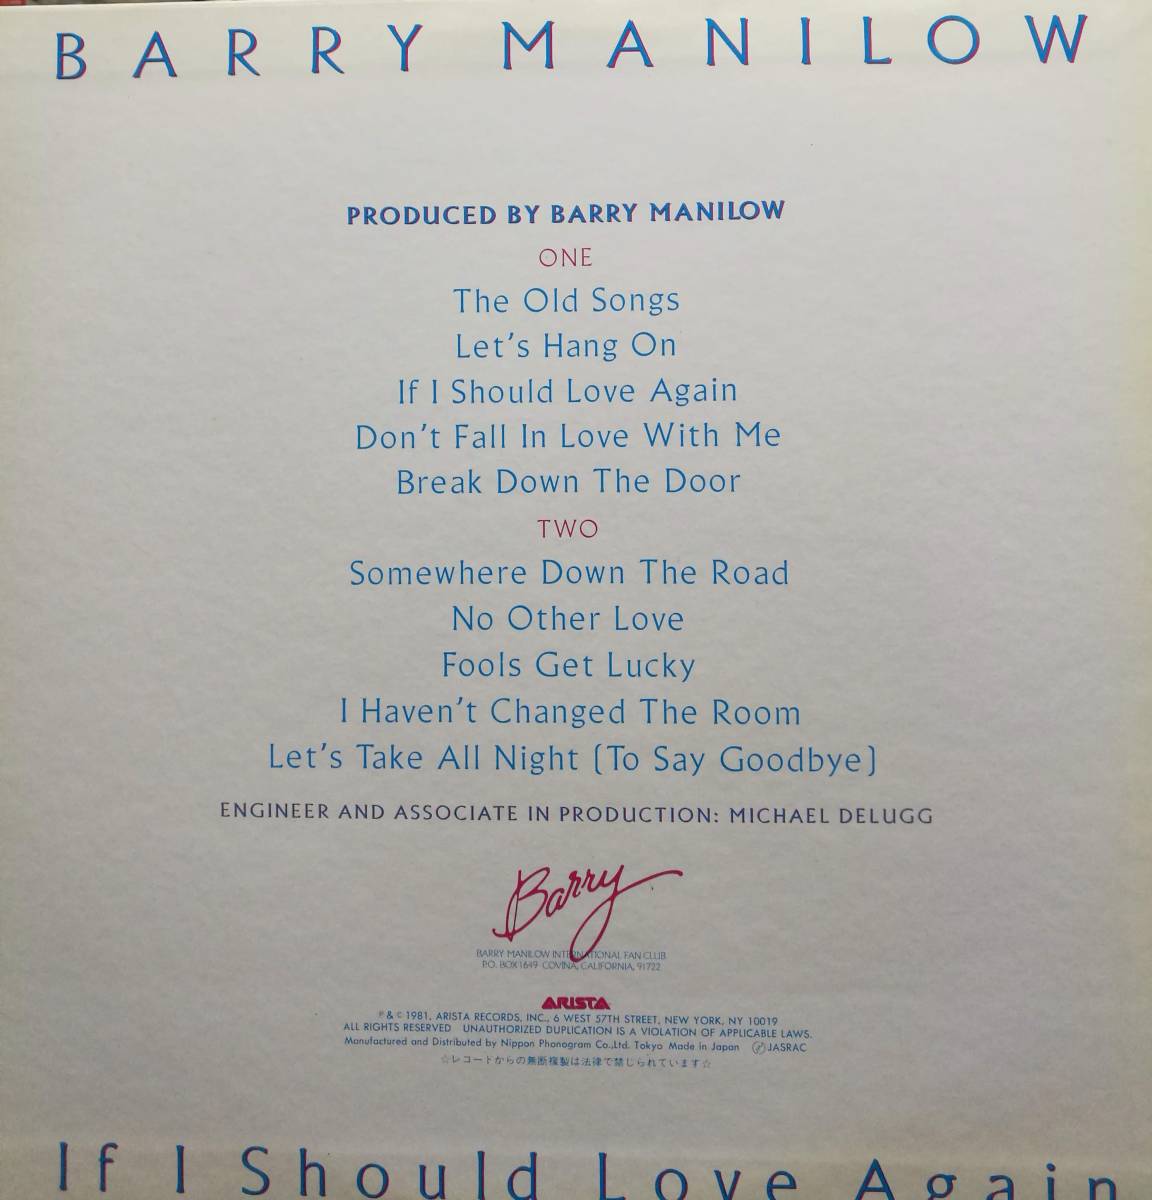 BARRY MANILOW
PRODUCED BY BARRY MANILOW
ONE
The Old Songs
Let's Hang On
If I Should Love Again
Don't Fall In Love With Me
Break Down The Door
TWO
Somewhere Down The Road
No Other Love
Fools Get Lucky
I Haven't Changed The Room
Let's Take All Night (To Say Goodbye)
ENGINEER AND ASSOCIATE IN PRODUCTION: MICHAEL DELUGG
Barry
BARRY MANILOW INTERNATIONAL FAN CLUB
P.O. BOX 1649 COVINA, CALIFORNIA, 91722
ARISTA
℗ & © 1981, ARISTA RECORDS, INC., 6 WEST 57TH STREET, NEW YORK, NY 10019
ALL RIGHTS RESERVED UNAUTHORIZED DUPLICATION IS A VIOLATION OF APPLICABLE LAWS.
Manufactured and Distributed by Nippon Phonogram Co.,Ltd. Tokyo Made in Japan JASRAC
☆レコードからの無断複製は法律で禁じられています☆
If I Should Love Again